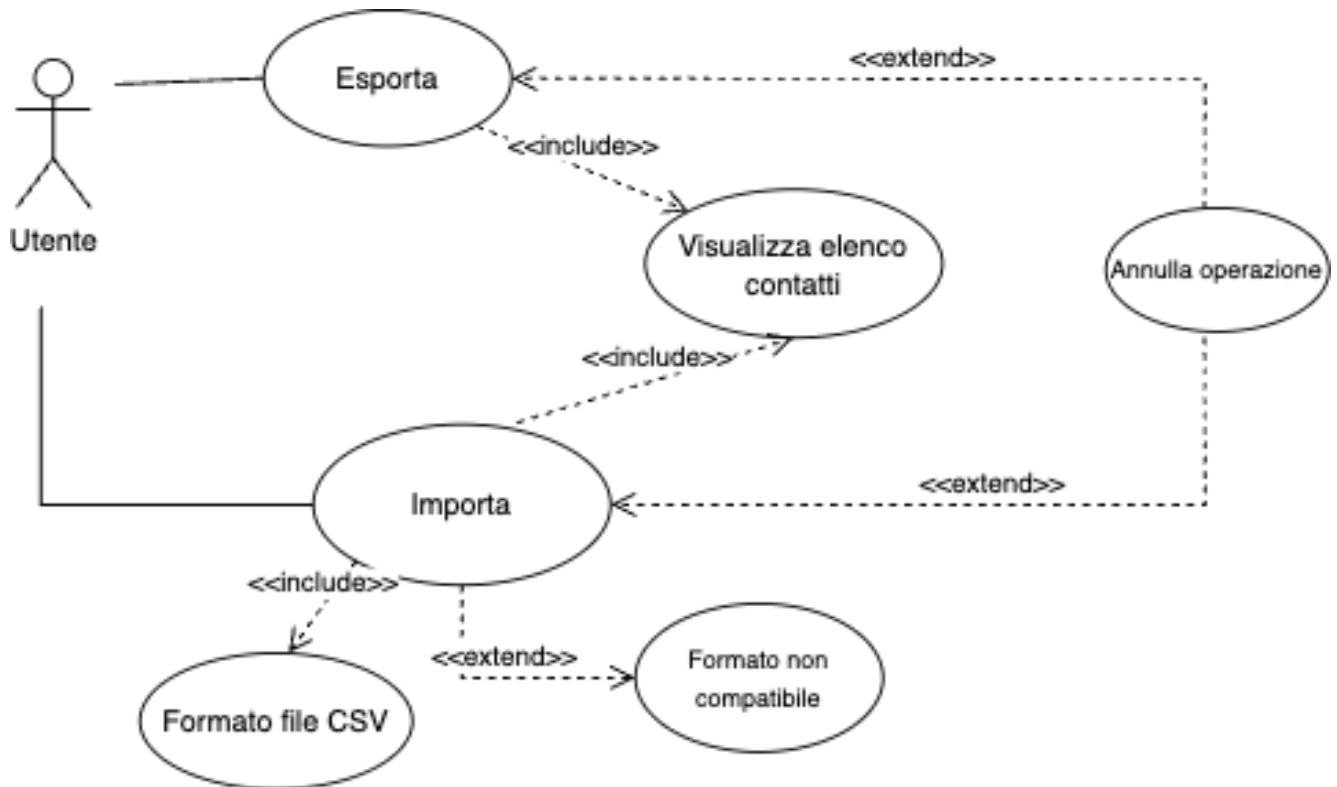 Esporta
<<extend>>
<<include>>
Utente
Visualizza elenco
contatti
Annulla operazione
<<include>>
Importa
<<extend>>
<<include>>
<<extend>>
Formato non
compatibile
Formato file CSV